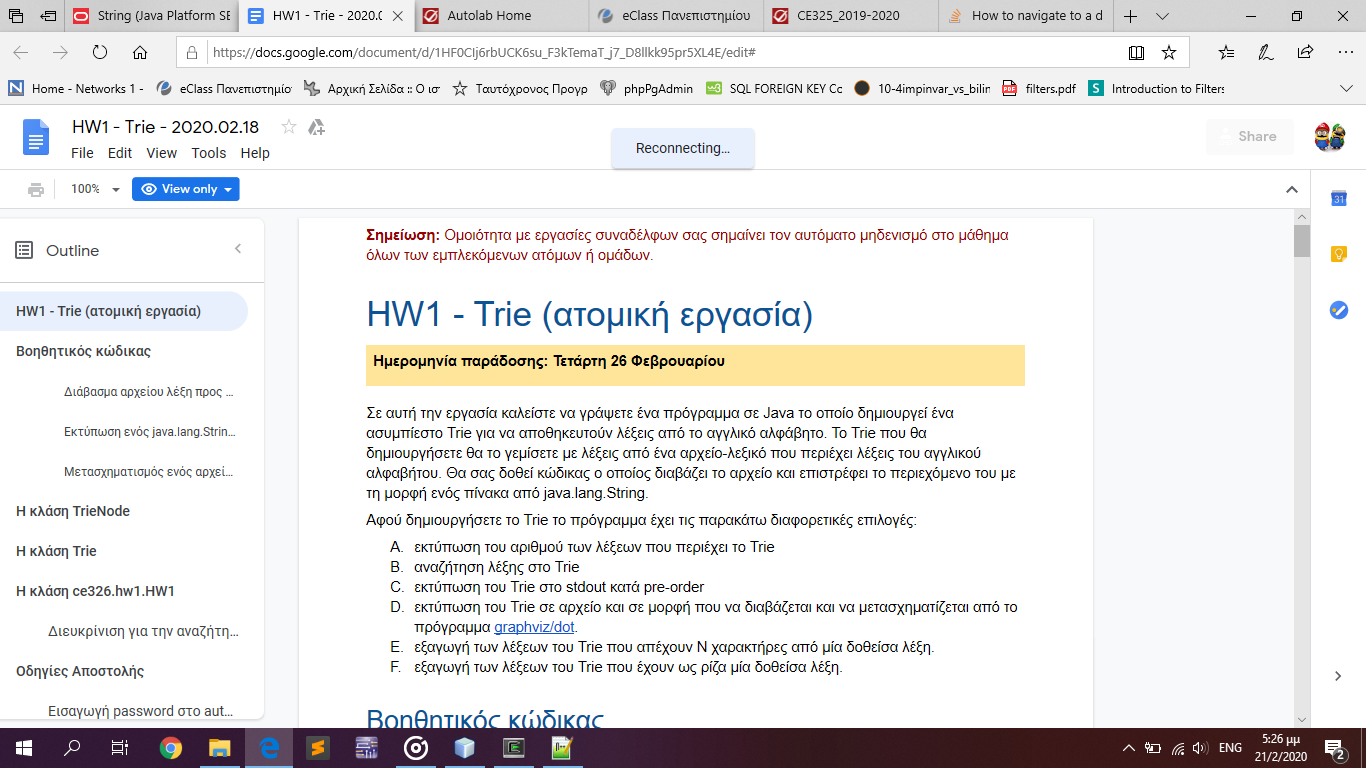 String (Java Platform SE
HW1 - Trie - 2020.0
Autolab Home
eClass Πανεπιστημίου
CE325_2019-2020
How to navigate to a d
https://docs.google.com/document/d/1HF0Clj6rbUCK6su_F3kTemaT_j7_D8llkk95pr5XL4E/edit#
Home - Networks 1 -
eClass Πανεπιστημίο
Αρχική Σελίδα :: Ο ισ
Ταυτόχρονος Προγρ
phpPgAdmin
SQL FOREIGN KEY Co
10-4impinvar_vs_bilin
filters.pdf
Introduction to Filters
HW1 - Trie - 2020.02.18
File Edit View Tools Help
Reconnecting...
Share
100%
View only
31
Outline
HW1 - Trie (ατομική εργασία)
Βοηθητικός κώδικας
Διάβασμα αρχείου λέξη προς ...
Εκτύπωση ενός java.lang.Strin...
Μετασχηματισμός ενός αρχεί...
Η κλάση TrieNode
Η κλάση Trie
Η κλάση ce326.hw1.HW1
Διευκρίνιση για την αναζήτη...
Οδηγίες Αποστολής
Εισαγωγή password στο aut...
Σημείωση: Ομοιότητα με εργασίες συναδέλφων σας σημαίνει τον αυτόματο μηδενισμό στο μάθημα
όλων των εμπλεκόμενων ατόμων ή ομάδων.
HW1 - Trie (ατομική εργασία)
Ημερομηνία παράδοσης: Τετάρτη 26 Φεβρουαρίου
Σε αυτή την εργασία καλείστε να γράψετε ένα πρόγραμμα σε Java το οποίο δημιουργεί ένα
ασυμπίεστο Trie για να αποθηκευτούν λέξεις από το αγγλικό αλφάβητο. Το Trie που θα
δημιουργήσετε θα το γεμίσετε με λέξεις από ένα αρχείο-λεξικό που περιέχει λέξεις του αγγλικού
αλφαβήτου. Θα σας δοθεί κώδικας ο οποίος διαβάζει το αρχείο και επιστρέφει το περιεχόμενο του με
τη μορφή ενός πίνακα από java.lang.String.
Αφού δημιουργήσετε το Trie το πρόγραμμα έχει τις παρακάτω διαφορετικές επιλογές:
A. εκτύπωση του αριθμού των λέξεων που περιέχει το Trie
B. αναζήτηση λέξης στο Trie
C. εκτύπωση του Trie στο stdout κατά pre-order
D. εκτύπωση του Trie σε αρχείο και σε μορφή που να διαβάζεται και να μετασχηματίζεται από το
πρόγραμμα graphviz/dot.
E. εξαγωγή των λέξεων του Trie που απέχουν N χαρακτήρες από μία δοθείσα λέξη.
F. εξαγωγή των λέξεων του Trie που έχουν ως ρίζα μία δοθείσα λέξη.
Βοηθητικός κώδικας
ENG
5:26 μμ
21/2/2020
2